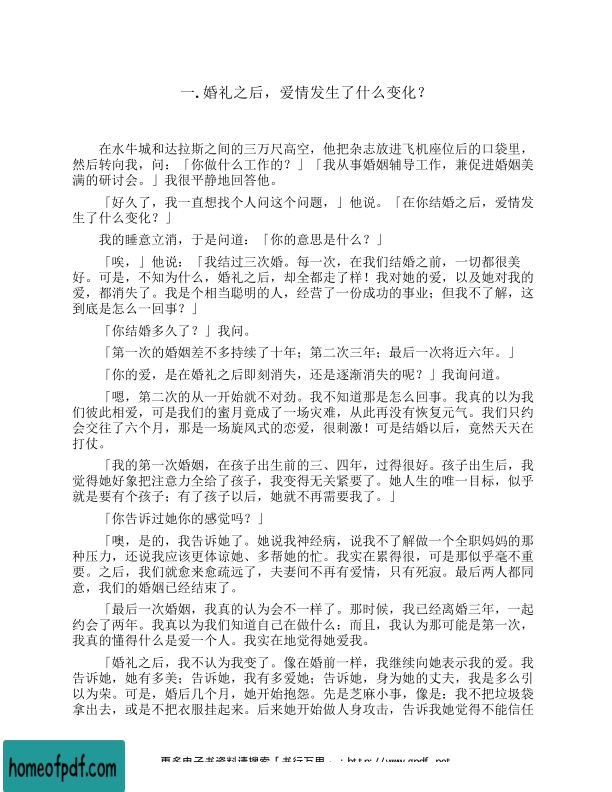 一.婚礼之后，爱情发生了什么变化？
在水牛城和达拉斯之间的三万尺高空，他把杂志放进飞机座位后的口袋里，
然后转向我，问：「你做什么工作的？」「我从事婚姻辅导工作，兼促进婚姻美
满的研讨会。」我很平静地回答他。
「好久了，我一直想找个人问这个问题，」他说。「在你结婚之后，爱情发
生了什么变化？」
我的睡意立消，于是问道：「你的意思是什么？」
「唉，」他说：「我结过三次婚。每一次，在我们结婚之前，一切都很美
好。可是，不知为什么，婚礼之后，却全都走了样！我对她的爱，以及她对我的
爱，都消失了。我是个相当聪明的人，经营了一份成功的事业；但我不了解，这
到底是怎么一回事？」
「你结婚多久了？」我问。
「第一次的婚姻差不多持续了十年；第二次三年；最后一次将近六年。」
「你的爱，是在婚礼之后即刻消失，还是逐渐消失的呢？」我询问道。
「嗯，第二次的从一开始就不对劲。我不知道那是怎么回事。我真的以为我
们彼此相爱，可是我们的蜜月竟成了一场灾难，从此再没有恢复元气。我们只约
会交往了六个月，那是一场旋风式的恋爱，很刺激！可是结婚以后，竟然天天在
打仗。
「我的第一次婚姻，在孩子出生前的三、四年，过得很好。孩子出生后，我
觉得她好象把注意力全给了孩子，我变得无关紧要了。她人生的唯一目标，似乎
就是要有个孩子；有了孩子以后，她就不再需要我了。」
「你告诉过她你的感觉吗？」
「噢，是的，我告诉她了。她说我神经病，说我不了解做一个全职妈妈的那
种压力，还说我应该更体谅她、多帮她的忙。我实在累得很，可是那似乎毫不重
要。之后，我们就愈来愈疏远了，夫妻间不再有爱情，只有死寂。最后两人都同
意，我们的婚姻已经结束了。
「最后一次婚姻，我真的认为会不一样了。那时候，我已经离婚三年，一起
约会了两年。我真以为我们知道自己在做什么；而且，我认为那可能是第一次，
我真的懂得什么是爱一个人。我实在地觉得她爱我。
「婚礼之后，我不认为我变了。像在婚前一样，我继续向她表示我的爱。我
告诉她，她有多美；告诉她，我有多爱她；告诉她，身为她的丈夫，我是多么引
以为荣。可是，婚后几个月，她开始抱怨。先是芝麻小事，像是：我不把垃圾袋
拿出去，或是不把衣服挂起来。后来她开始做人身攻击，告诉我她觉得不能信任
更多电子书资料请搜索「书行万里」：http://www.gpdf.net
homeofpdf.com